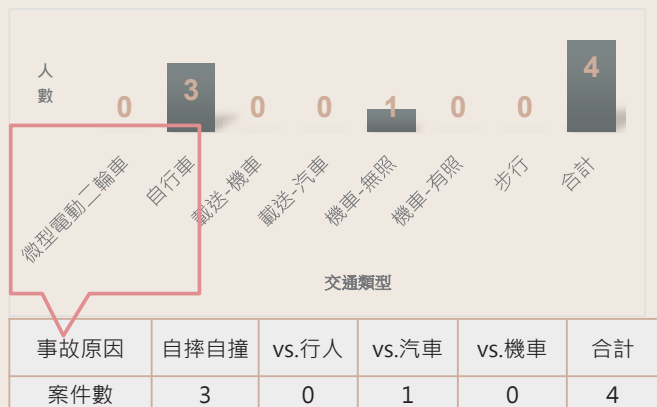 人
數
0 3 0 0 1 0 0 4
微型電動二輪車 自行車 載送-機車 載送-汽車 機車-無照 機車-有照 步行 合計
交通類型
事故原因 自摔自撞 vs.行人 vs.汽車 vs.機車 合計
案件數 3 0 1 0 4